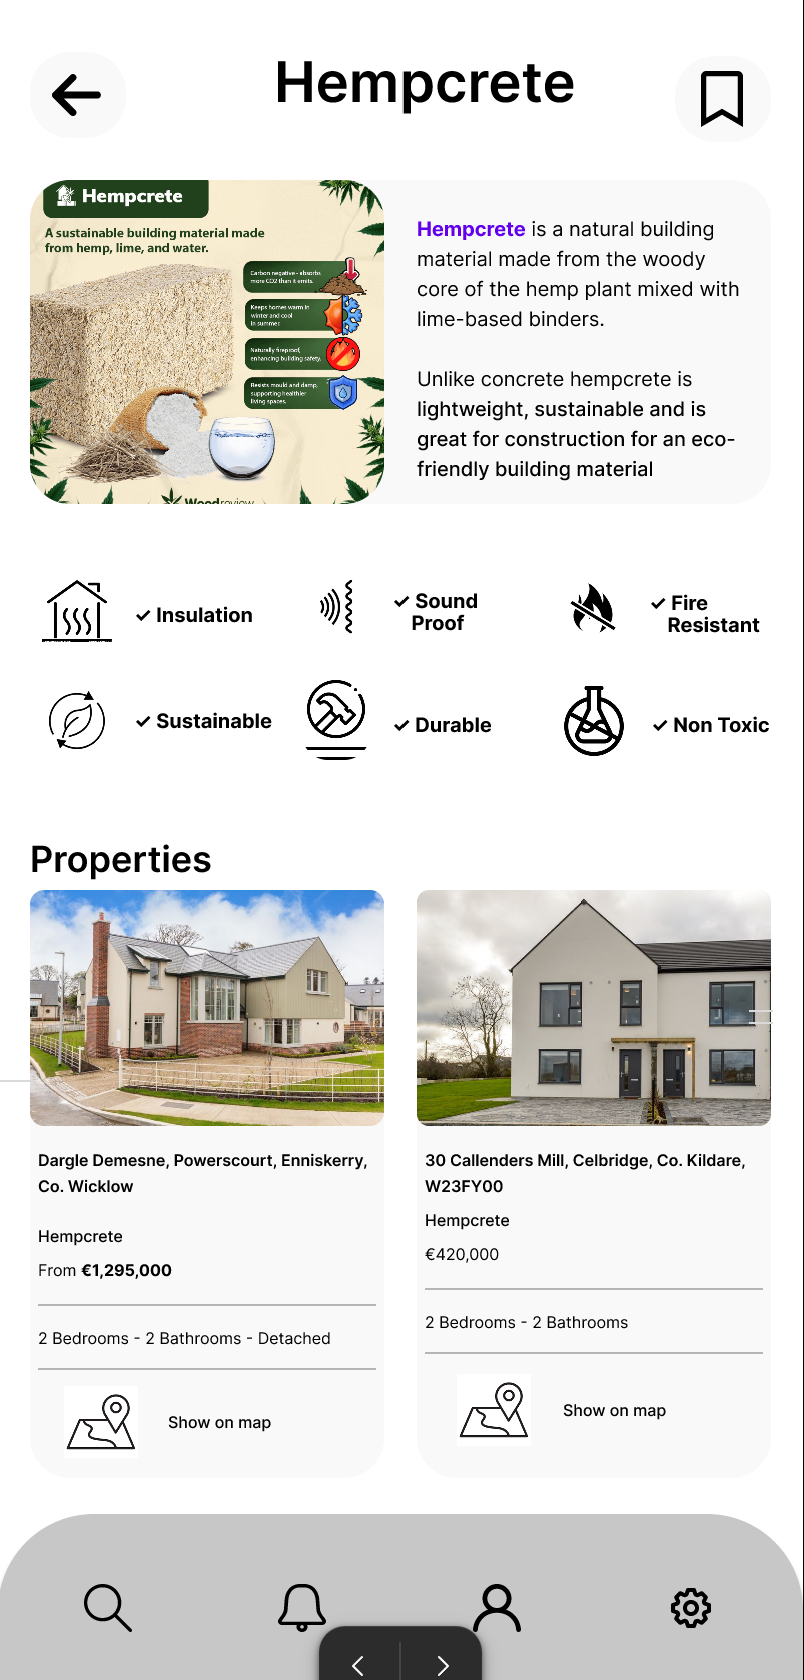 Hempcrete
Hempcrete
A sustainable building material made
from hemp, lime, and water.
Carbon negative - absorbs
more CO2 than it emits.
Keeps homes warm in
winter and cool
in summer.
Naturally fireproof,
enhancing building safety.
Resists mould and damp,
supporting healthier
living spaces.
Weedreview
Hempcrete is a natural building
material made from the woody
core of the hemp plant mixed with
lime-based binders.
Unlike concrete hempcrete is
lightweight, sustainable and is
great for construction for an eco-
friendly building material
✓ Insulation
✓ Sound
Proof
✓ Fire
Resistant
✓ Sustainable
✓ Durable
✓ Non Toxic
Properties
Dargle Demesne, Powerscourt, Enniskerry,
Co. Wicklow
Hempcrete
From €1,295,000
2 Bedrooms - 2 Bathrooms - Detached
Show on map
30 Callenders Mill, Celbridge, Co. Kildare,
W23FY00
Hempcrete
€420,000
2 Bedrooms - 2 Bathrooms
Show on map